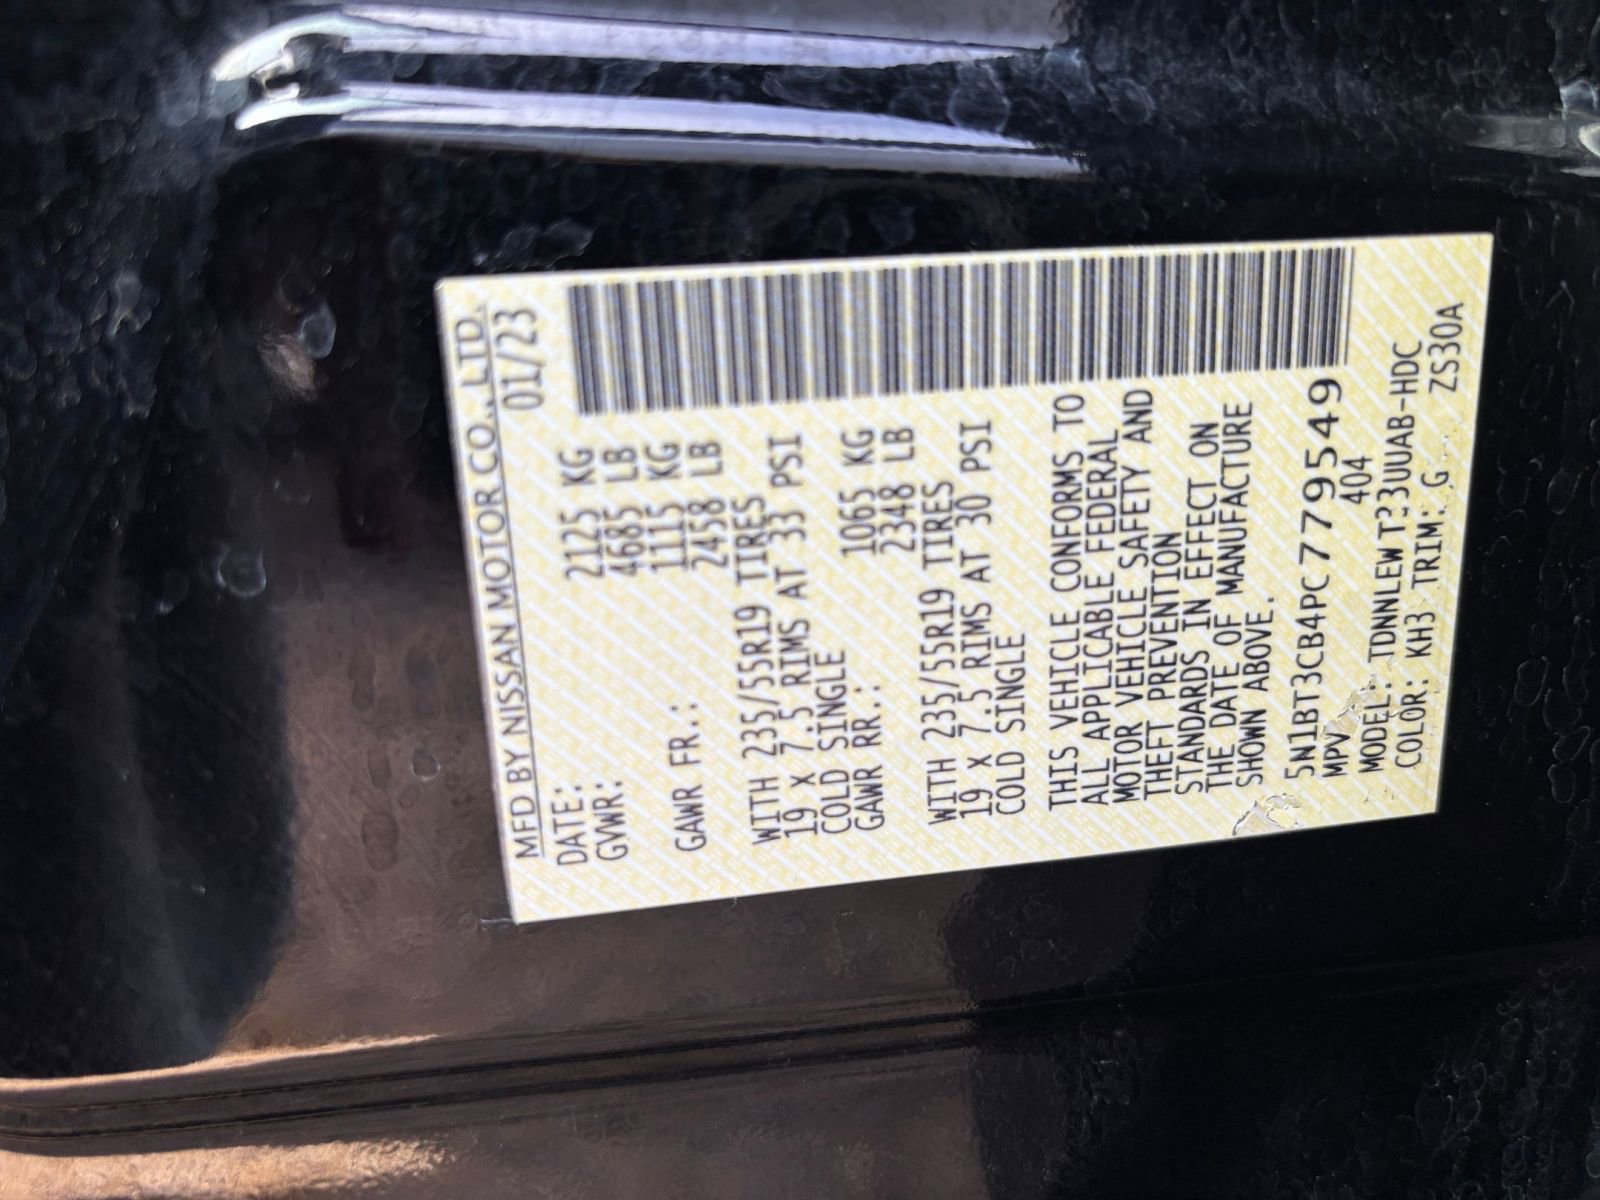 MFD BY NISSAN MOTOR CO.,LTD.
DATE: 01/23
GVWR: 2125 KG
4685 LB
GAWR FR.: 1115 KG
2458 LB
WITH 235/55R19 TIRES
19 X 7.5 RIMS AT 33 PSI
COLD SINGLE
GAWR RR.: 1065 KG
2348 LB
WITH 235/55R19 TIRES
19 X 7.5 RIMS AT 30 PSI
COLD SINGLE
THIS VEHICLE CONFORMS TO
ALL APPLICABLE FEDERAL
MOTOR VEHICLE SAFETY AND
THEFT PREVENTION
STANDARDS IN EFFECT ON
THE DATE OF MANUFACTURE
SHOWN ABOVE.
5N1BT3CB4PC779549
MPV 404
MODEL: TDNNLEW
COLOR: KH3 TRIM: G ZS30A